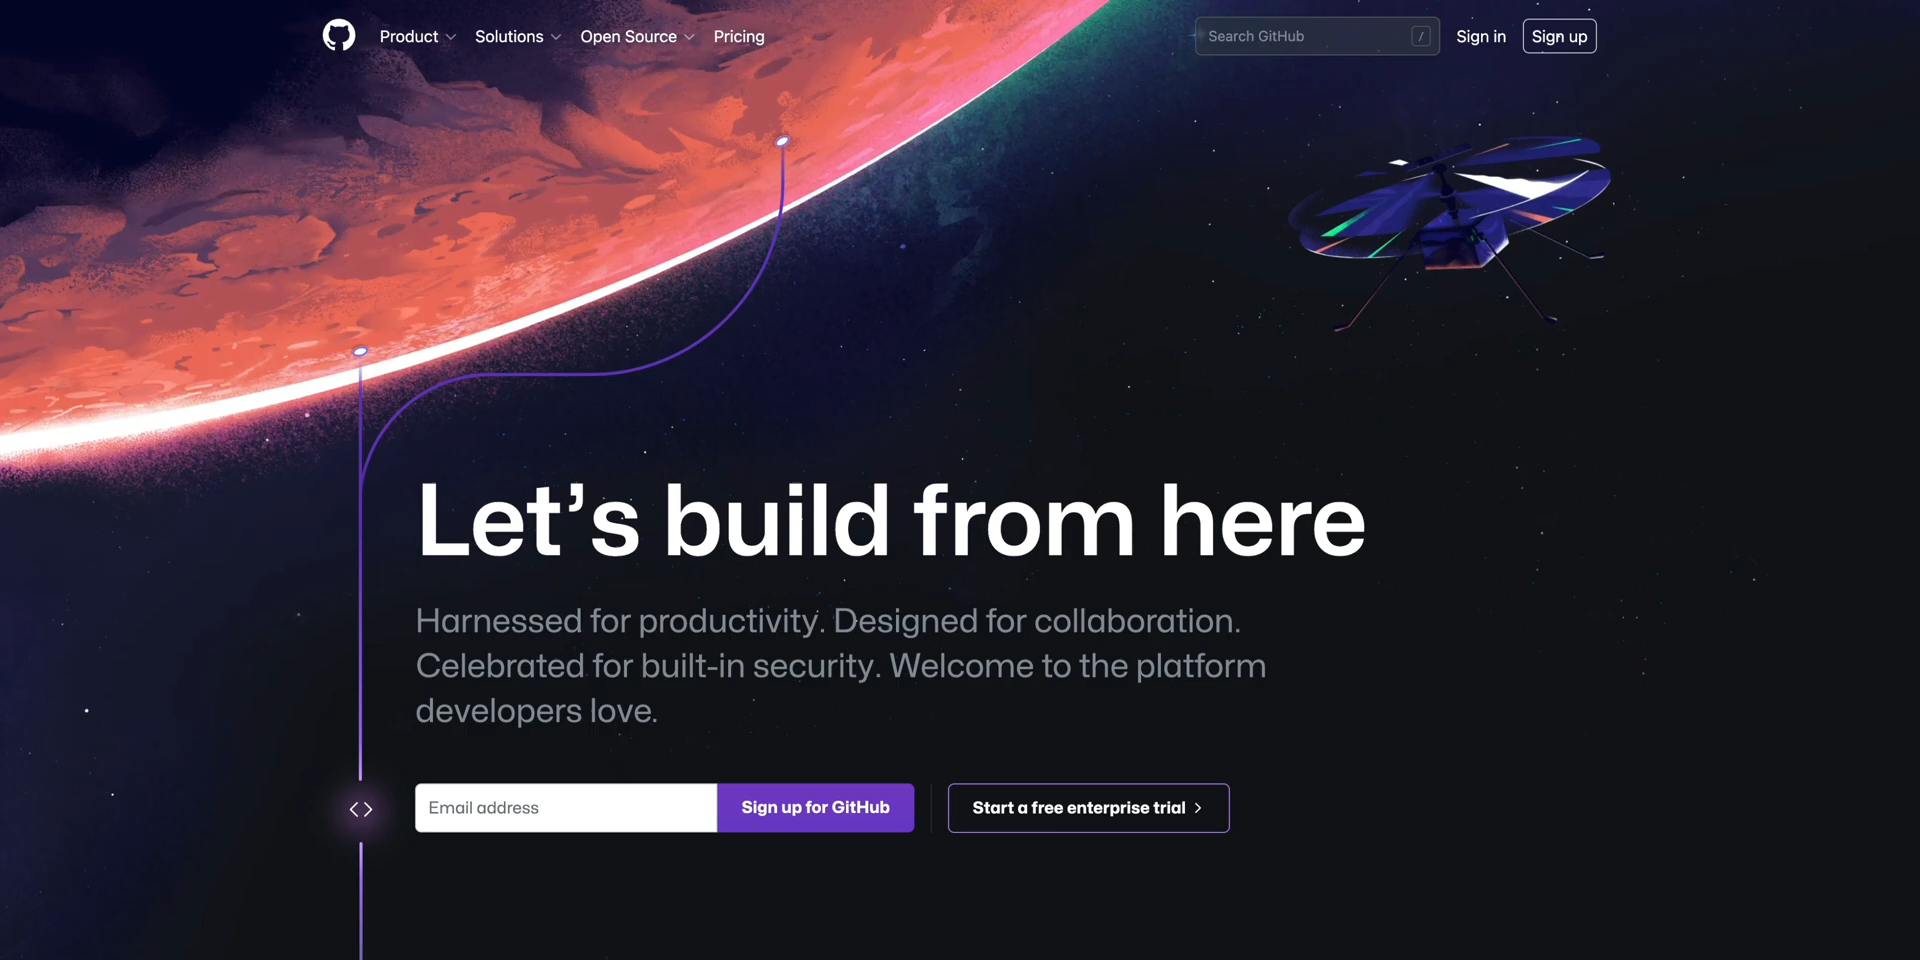 Product
Solutions
Open Source
Pricing
Search GitHub
/
Sign in
Sign up
Let’s build from here
Harnessed for productivity. Designed for collaboration.
Celebrated for built-in security. Welcome to the platform
developers love.
Email address
Sign up for GitHub
Start a free enterprise trial